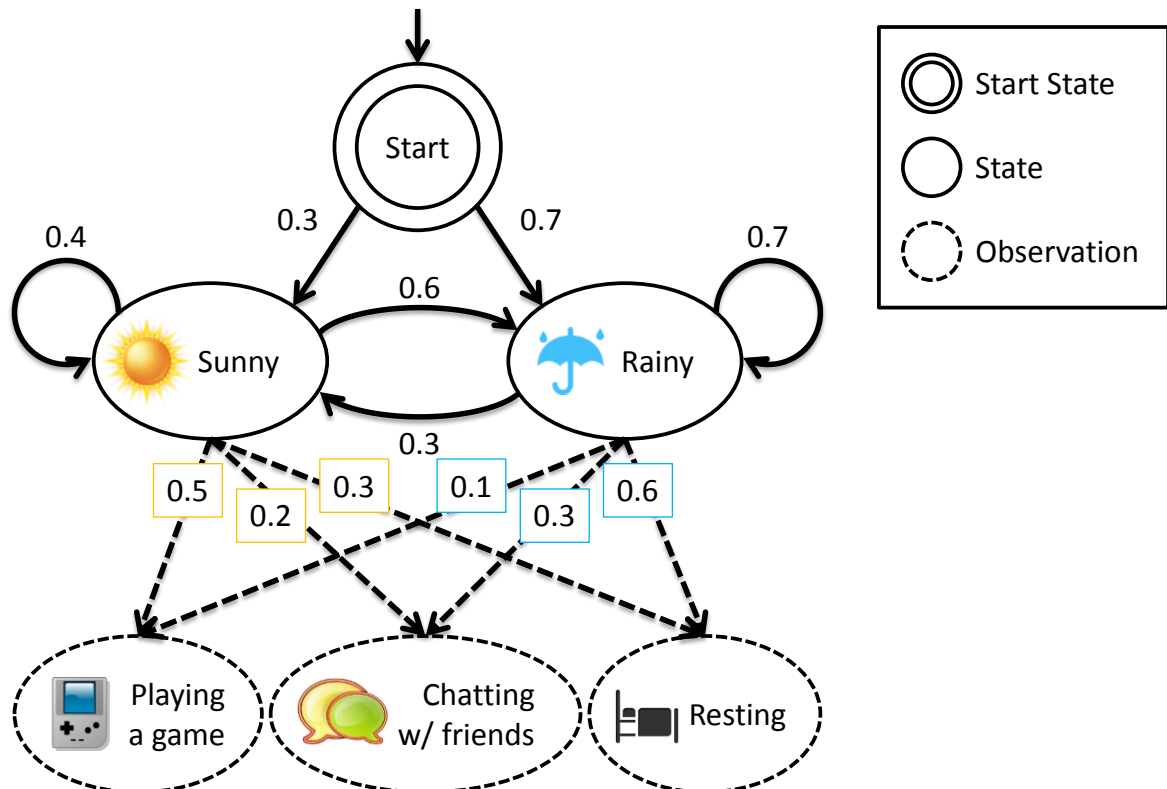 Start
0.3
0.7
0.4
0.6
0.7
Sunny
Rainy
0.3
0.5
0.2
0.3
0.1
0.3
0.6
Playing
a game
Chatting
w/ friends
Resting
Start State
State
Observation